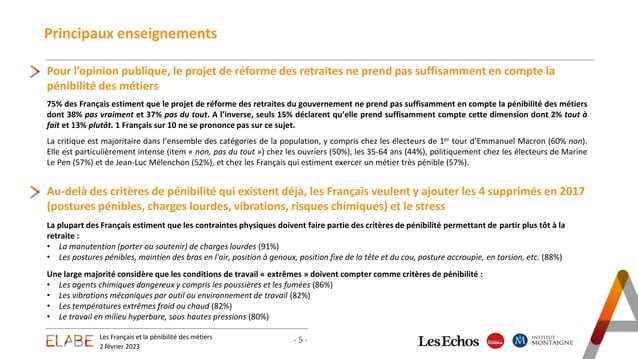 Principaux enseignements
Pour l'opinion publique, le projet de réforme des retraites ne prend pas suffisamment en compte la
pénibilité des métiers
75% des Français estiment que le projet de réforme des retraites du gouvernement ne prend pas suffisamment en compte la pénibilité des métiers
dont 38% pas vraiment et 37% pas du tout. A l'inverse, seuls 15% déclarent qu'elle prend suffisamment compte cette dimension dont 2% tout à
fait et 13% plutôt. 1 Français sur 10 ne se prononce pas sur ce sujet.
La critique est majoritaire dans l'ensemble des catégories de la population, y compris chez les électeurs de 1er tour d'Emmanuel Macron (60% non).
Elle est particulièrement intense (item « non, pas du tout ») chez les ouvriers (50%), les 35-64 ans (44%), politiquement chez les électeurs de Marine
Le Pen (57%) et de Jean-Luc Mélenchon (52%), et chez les Français qui estiment exercer un métier très pénible (57%).
Au-delà des critères de pénibilité qui existent déjà, les Français veulent y ajouter les 4 supprimés en 2017
(postures pénibles, charges lourdes, vibrations, risques chimiques) et le stress
La plupart des Français estiment que les contraintes physiques doivent faire partie des critères de pénibilité permettant de partir plus tôt à la
retraite :
• La manutention (porter ou soutenir) de charges lourdes (91%)
• Les postures pénibles, maintien des bras en l'air, position à genoux, position fixe de la tête et du cou, posture accroupie, en torsion, etc. (88%)
Une large majorité considère que les conditions de travail « extrêmes » doivent compter comme critères de pénibilité :
• Les agents chimiques dangereux y compris les poussières et les fumées (86%)
• Les vibrations mécaniques par outil ou environnement de travail (82%)
• Les températures extrêmes froid ou chaud (82%)
• Le travail en milieu hyperbare, sous hautes pressions (80%)
ELABE
Les Français et la pénibilité des métiers
2 février 2023
- 5 -
Les Echos
INSTITUT
MONTAIGNE